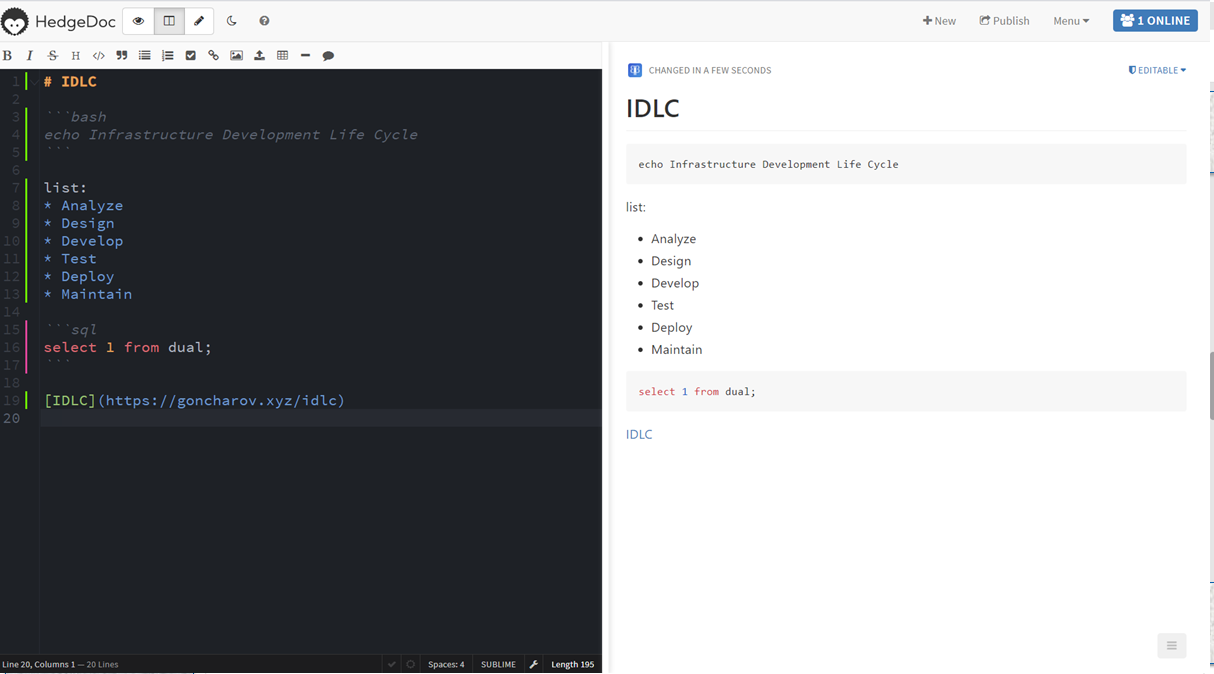 HedgeDoc
New Publish Menu 1 ONLINE
B I S H </>
1 # IDLC
2
3 ```bash
4 echo Infrastructure Development Life Cycle
5 ```
6
7 list:
8 * Analyze
9 * Design
10 * Develop
11 * Test
12 * Deploy
13 * Maintain
14
15 ```sql
16 select 1 from dual;
17 ```
18
19 [IDLC](https://goncharov.xyz/idlc)
20
Line 20, Columns 1 — 20 Lines Spaces: 4 SUBLIME Length 195
CHANGED IN A FEW SECONDS EDITABLE
IDLC
echo Infrastructure Development Life Cycle
list:
• Analyze
• Design
• Develop
• Test
• Deploy
• Maintain
select 1 from dual;
IDLC